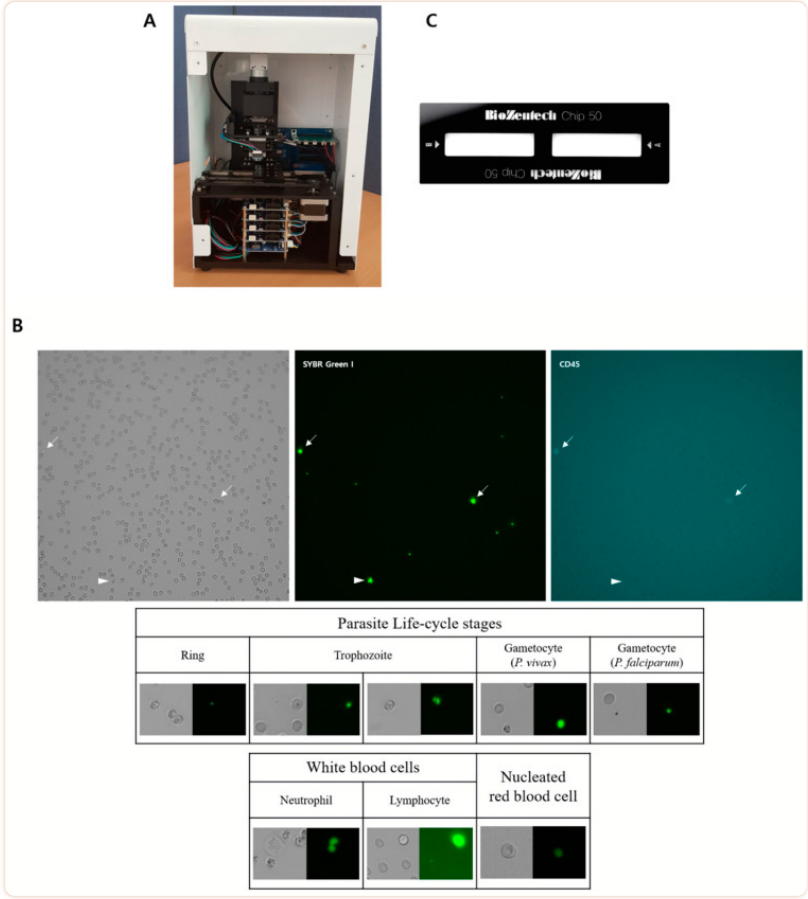 A
C
BioZentech Chip 50
B
A
BioZentech Chip 50
B
SYBR Green I
CD45
Parasite Life-cycle stages
Ring
Trophozoite
Gametocyte
(P. vivax)
Gametocyte
(P. falciparum)
White blood cells
Nucleated
red blood cell
Neutrophil
Lymphocyte